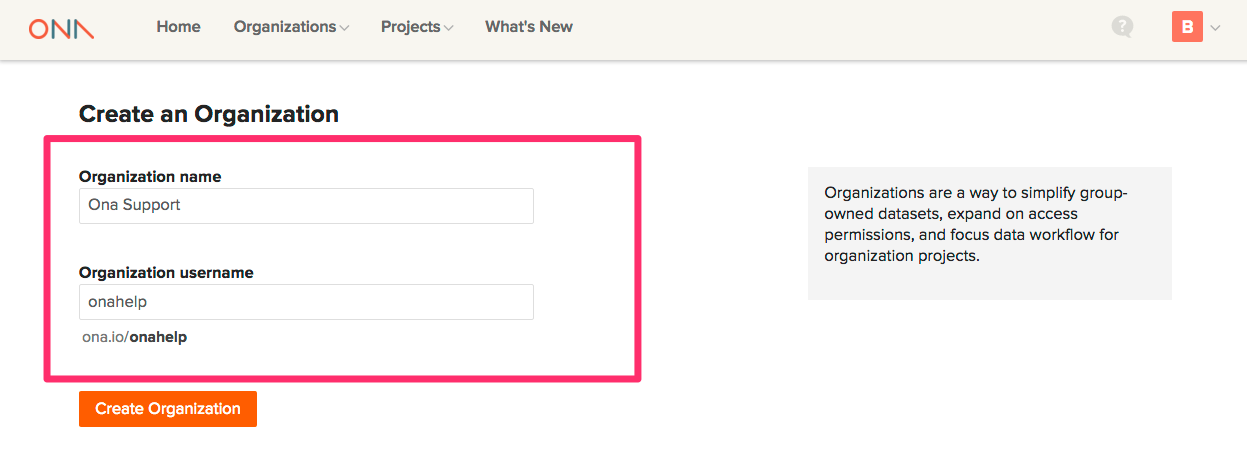 ONA Home Organizations Projects What's New ? B
Create an Organization
Organization name
Ona Support
Organization username
onahelp
ona.io/onahelp
Create Organization
Organizations are a way to simplify group-
owned datasets, expand on access
permissions, and focus data workflow for
organization projects.